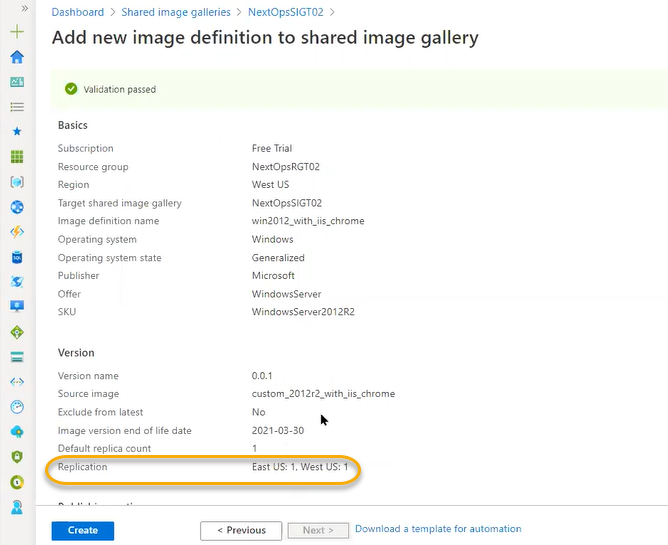 Dashboard > Shared image galleries > NextOpsSIGT02 >
Add new image definition to shared image gallery
Validation passed
Basics
Subscription Free Trial
Resource group NextOpsRGT02
Region West US
Target shared image gallery NextOpsSIGT02
Image definition name win2012_with_iis_chrome
Operating system Windows
Operating system state Generalized
Publisher Microsoft
Offer WindowsServer
SKU WindowsServer2012R2
Version
Version name 0.0.1
Source image custom_2012r2_with_iis_chrome
Exclude from latest No
Image version end of life date 2021-03-30
Default replica count 1
Replication East US: 1, West US: 1
Create < Previous Next > Download a template for automation